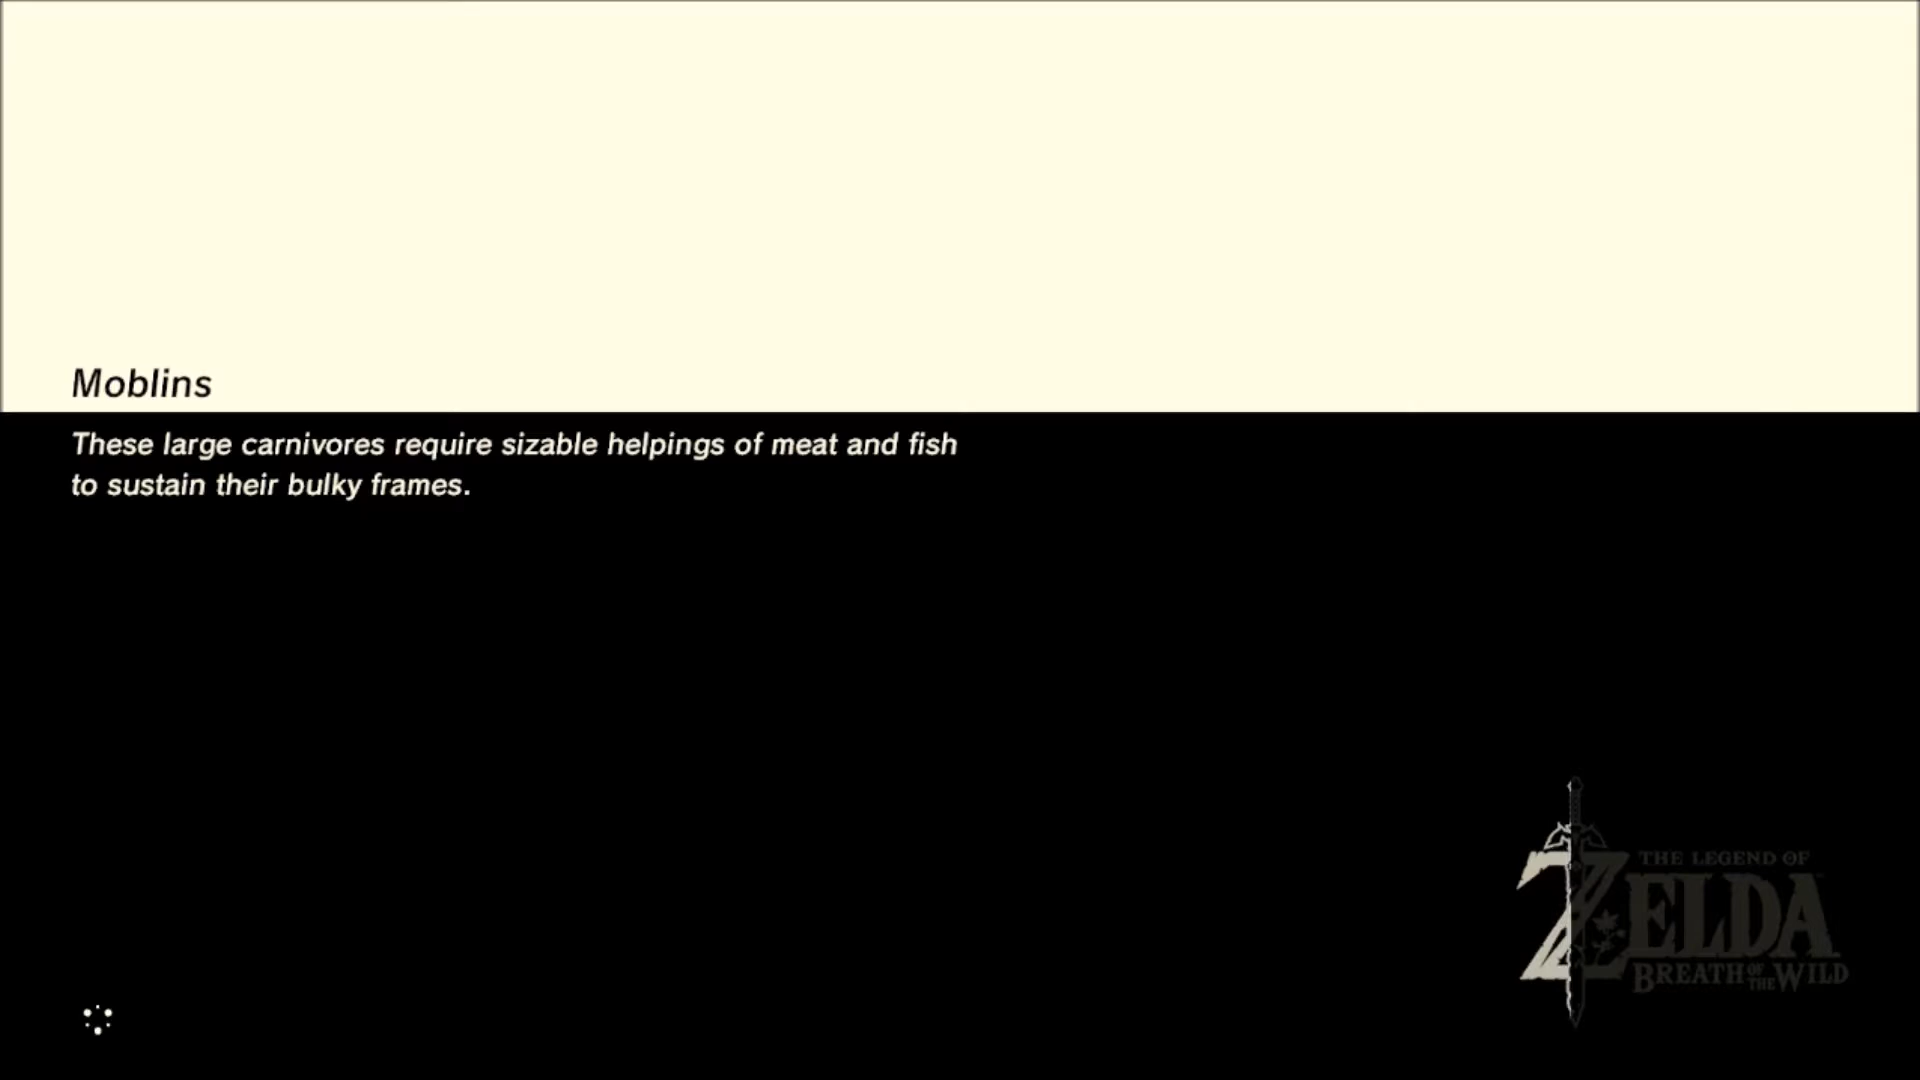 Moblins
These large carnivores require sizable helpings of meat and fish
to sustain their bulky frames.
THE LEGEND OF
ZELDA
BREATH OF THE WILD